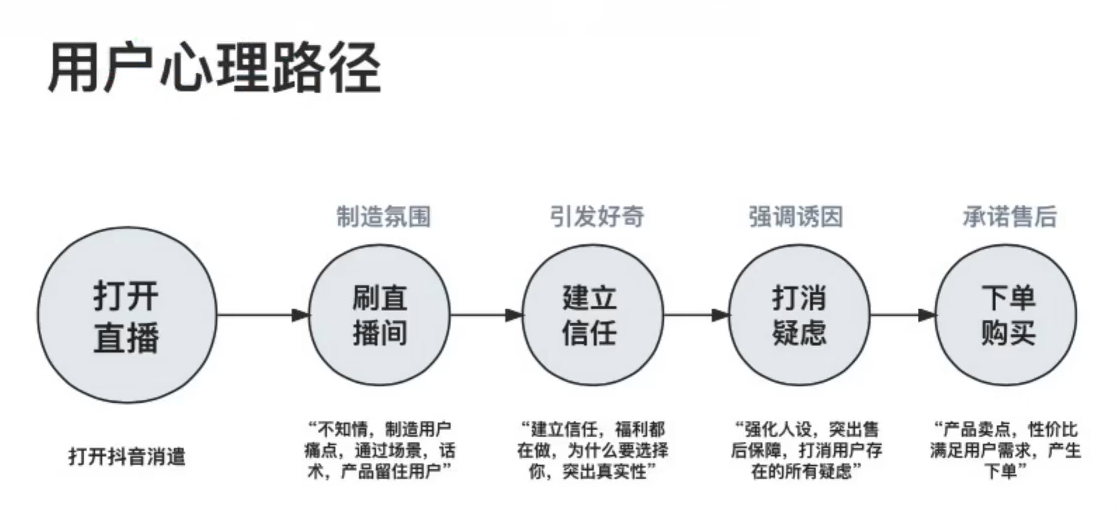 用户心理路径
制造氛围
引发好奇
强调诱因
承诺售后
打开
直播
刷直
播间
建立
信任
打消
疑虑
下单
购买
打开抖音消遣
“不知情，制造用户
痛点，通过场景，话
术，产品留住用户”
“建立信任，福利都
在做，为什么要选择
你，突出真实性”
“强化人设，突出售
后保障，打消用户存
在的所有疑虑”
“产品卖点，性价比
满足用户需求，产生
下单”